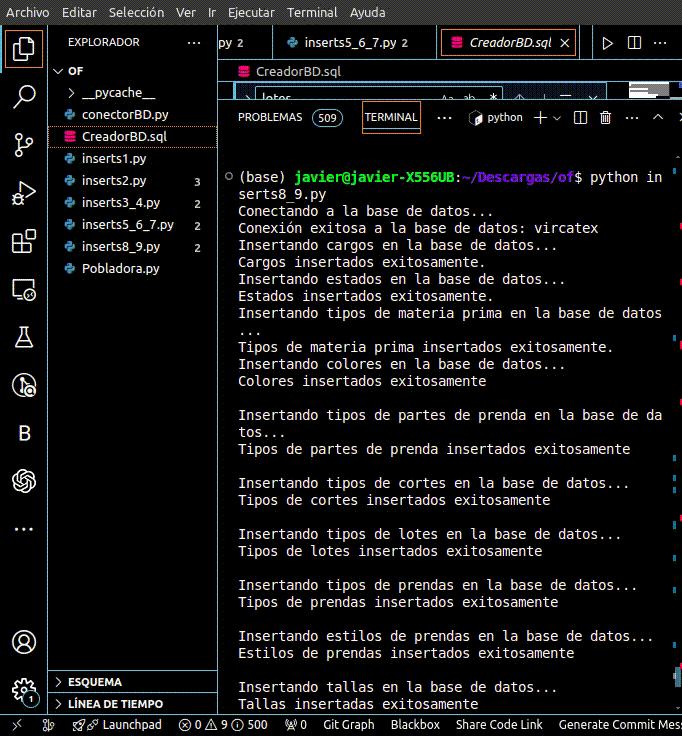 Archivo Editar Selección Ver Ir Ejecutar Terminal Ayuda
EXPLORADOR ...
py 2 inserts5_6_7.py 2 CreadorBD.sql
OF
CreadorBD.sql
__pycache__
lotes
conectorBD.py
CreadorBD.sql
inserts1.py
inserts2.py 3
inserts3_4.py 2
inserts5_6_7.py 2
inserts8_9.py 2
Pobladora.py
B
PROBLEMAS 509 TERMINAL ... python
(base) javier@javier-X556UB:~/Descargas/of$ python in
serts8_9.py
Conectando a la base de datos...
Conexión exitosa a la base de datos: vircatex
Insertando cargos en la base de datos...
Cargos insertados exitosamente.
Insertando estados en la base de datos...
Estados insertados exitosamente.
Insertando tipos de materia prima en la base de datos
...
Tipos de materia prima insertados exitosamente.
Insertando colores en la base de datos...
Colores insertados exitosamente
Insertando tipos de partes de prenda en la base de da
tos...
Tipos de partes de prenda insertados exitosamente
Insertando tipos de cortes en la base de datos...
Tipos de cortes insertados exitosamente
Insertando tipos de lotes en la base de datos...
Tipos de lotes insertados exitosamente
Insertando tipos de prendas en la base de datos...
Tipos de prendas insertados exitosamente
Insertando estilos de prendas en la base de datos...
Estilos de prendas insertados exitosamente
Insertando tallas en la base de datos...
Tallas insertadas exitosamente
ESQUEMA
LÍNEA DE TIEMPO
1
Launchpad 0 9 500 0 Git Graph Blackbox Share Code Link Generate Commit Mess